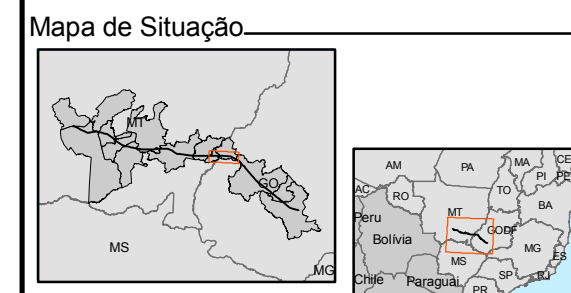 Mapa de Situação
MT
GO
MS
MG
AM
PA
MA
CE
PI
PE
AC
RO
TO
BA
Peru
MT
Bolívia
GO
DF
MG
MS
ES
Chile
Paraguai
SP
RJ
PR